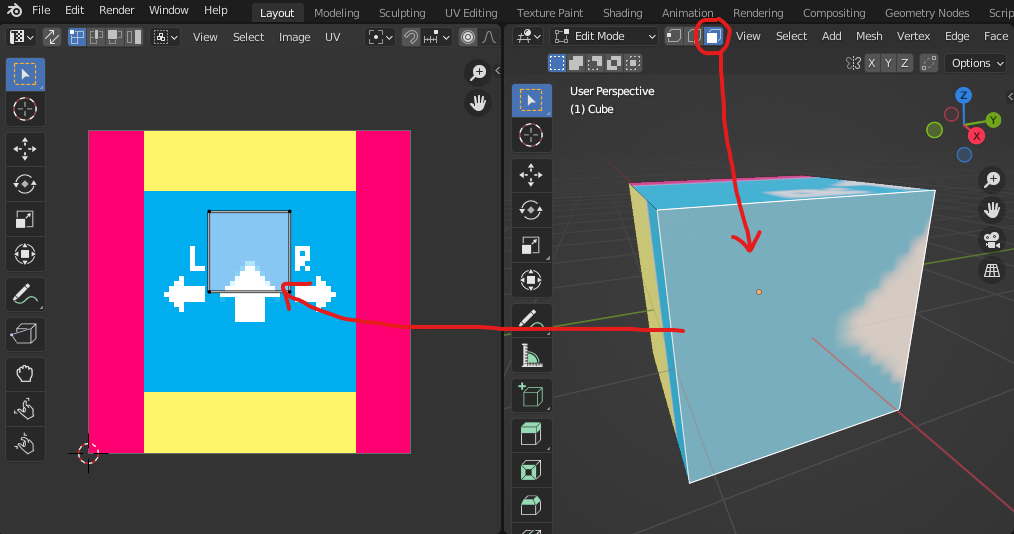 File Edit Render Window Help Layout Modeling Sculpting UV Editing Texture Paint Shading Animation Rendering Compositing Geometry Nodes Scrip
View Select Image UV
Edit Mode View Select Add Mesh Vertex Edge Face
X Y Z Options
User Perspective
(1) Cube
Z
Y
X
L R